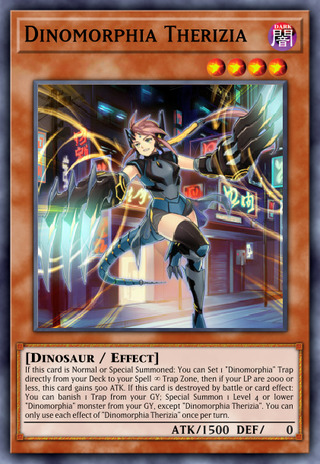 Dinomorphia Therizia
DARK
闇
[Dinosaur / Effect]
If this card is Normal or Special Summoned: You can Set 1 "Dinomorphia" Trap
directly from your Deck to your Spell ∞ Trap Zone, then if your LP are 2000 or
less, this card gains 500 ATK. If this card is destroyed by battle or card effect:
You can banish 1 Trap from your GY; Special Summon 1 Level 4 or lower
"Dinomorphia" monster from your GY, except "Dinomorphia Therizia". You can
only use each effect of "Dinomorphia Therizia" once per turn.
ATK/1500 DEF/ 0